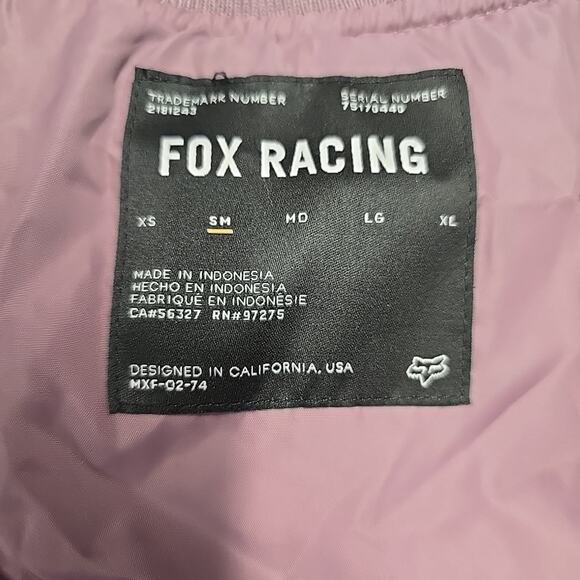 TRADEMARK NUMBER SERIAL NUMBER
2181243 75170440
FOX RACING
XS SM MD LG XL
MADE IN INDONESIA
HECHO EN INDONESIA
FABRIQUÉ EN INDONÉSIE
CA#56327 RN#97275
DESIGNED IN CALIFORNIA, USA
MXF-02-74